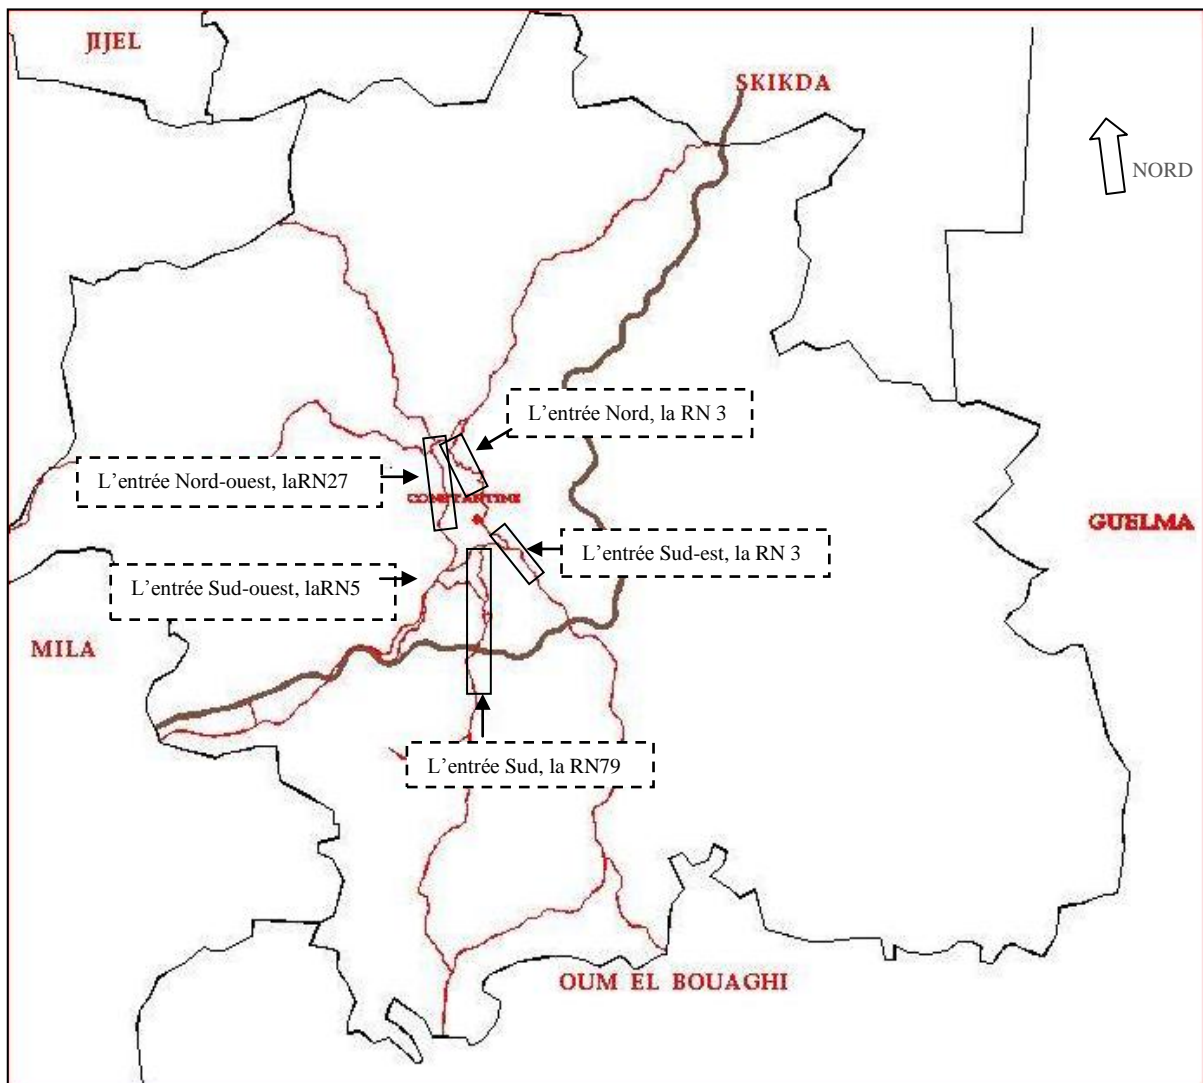 JIJEL
SKIKDA
NORD
L'entrée Nord, la RN 3
L'entrée Nord-ouest, laRN27
CONSTANTINE
GUELMA
L'entrée Sud-est, la RN 3
L'entrée Sud-ouest, laRN5
MILA
L'entrée Sud, la RN79
OUM EL BOUAGHI